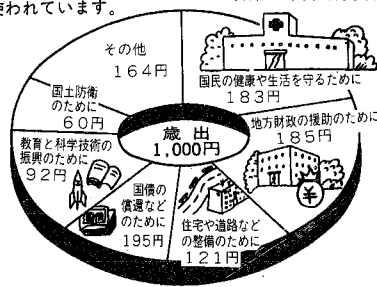 使われています。
国民の健康や生活を守るために
183円
地方財政の援助のために
185円
住宅や道路など
の整備のために
121円
国債の
償還など
のために
195円
教育と科学技術の
振興のために
92円
国土防衛
のために
60円
その他
164円
歳出
1,000円
¥